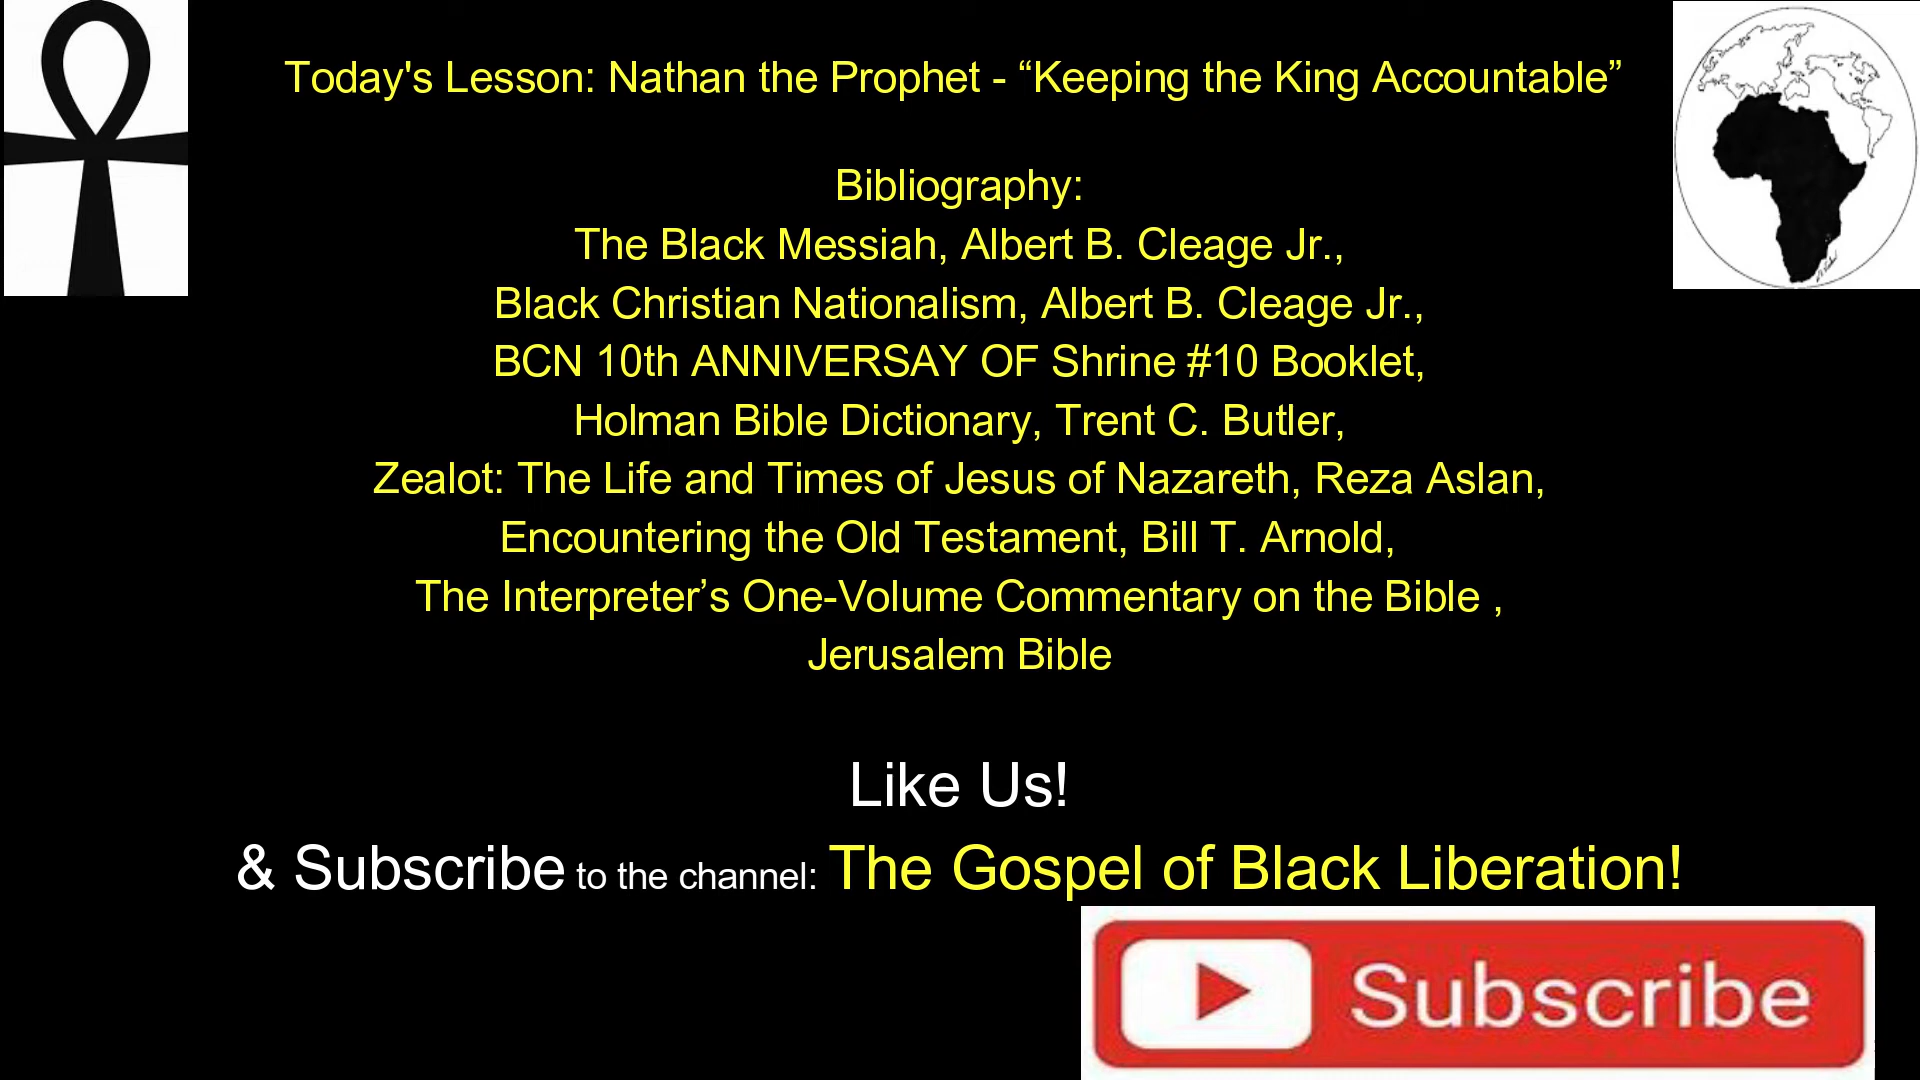 Today's Lesson: Nathan the Prophet - “Keeping the King Accountable”
Bibliography:
The Black Messiah, Albert B. Cleage Jr.,
Black Christian Nationalism, Albert B. Cleage Jr.,
BCN 10th ANNIVERSAY OF Shrine #10 Booklet,
Holman Bible Dictionary, Trent C. Butler,
Zealot: The Life and Times of Jesus of Nazareth, Reza Aslan,
Encountering the Old Testament, Bill T. Arnold,
The Interpreter’s One-Volume Commentary on the Bible ,
Jerusalem Bible
Like Us!
& Subscribe to the channel: The Gospel of Black Liberation!
Subscribe